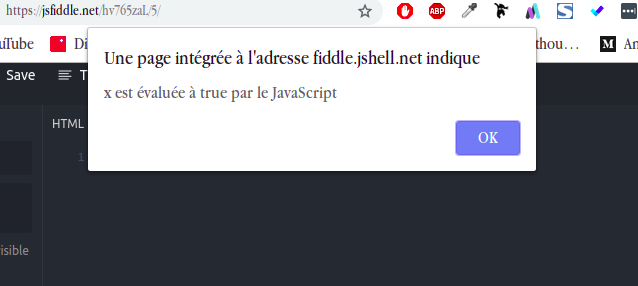 https://jsfiddle.net/hv765zaL/5/
ABP
S
uTube Di
thou… M An
Une page intégrée à l'adresse fiddle.jshell.net indique
x est évaluée à true par le JavaScript
OK
Save T
HTML
1
isible